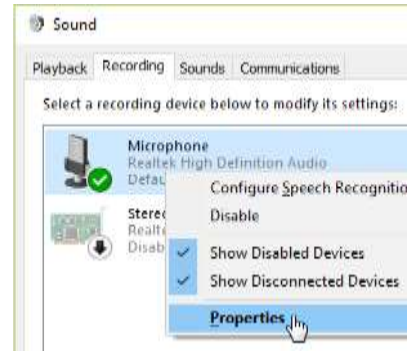 Sound
Playback Recording Sounds Communications
Select a recording device below to modify its settings:
Microphone
Realtek High Definition Audio
Defau
Configure Speech Recognitio
Stereo
Disable
Realte
Disab
Show Disabled Devices
Show Disconnected Devices
Properties